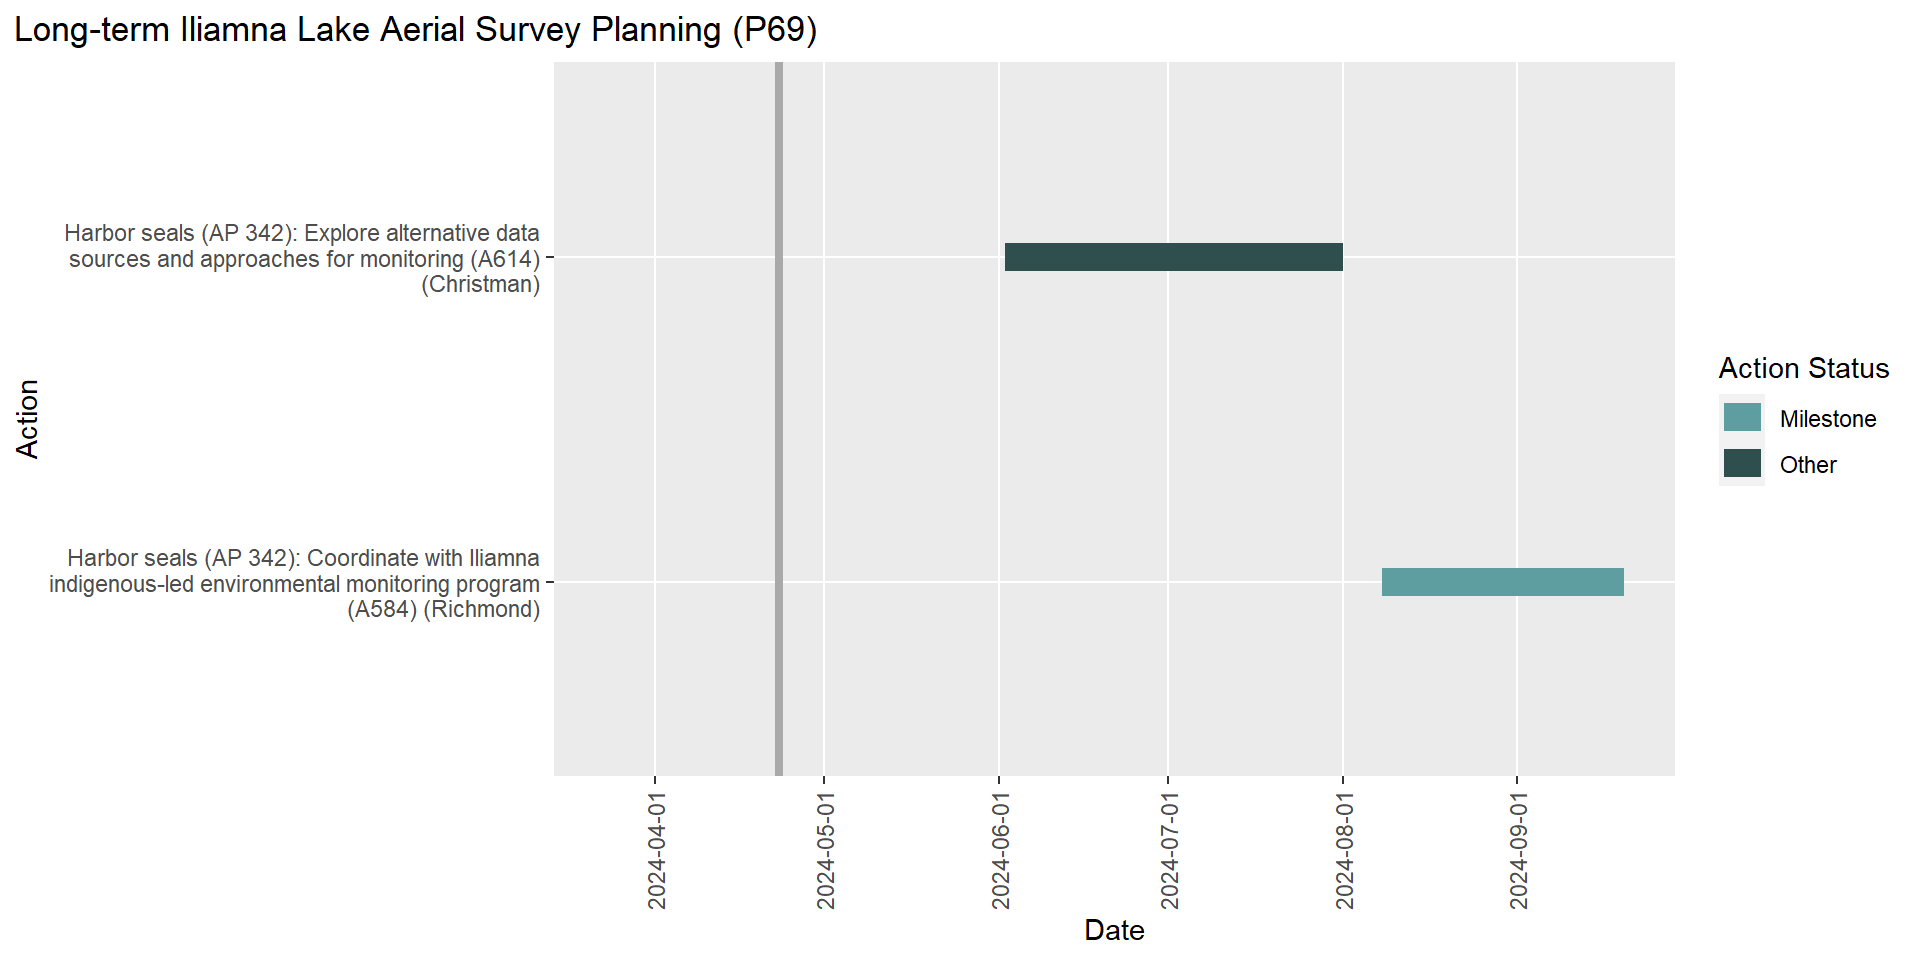 Long-term Iliamna Lake Aerial Survey Planning (P69)
Harbor seals (AP 342): Explore alternative data
sources and approaches for monitoring (A614)
(Christman)
Harbor seals (AP 342): Coordinate with Iliamna
indigenous-led environmental monitoring program
(A584) (Richmond)
Action
2024-04-01
2024-05-01
2024-06-01
2024-07-01
2024-08-01
2024-09-01
Date
Action Status
Milestone
Other